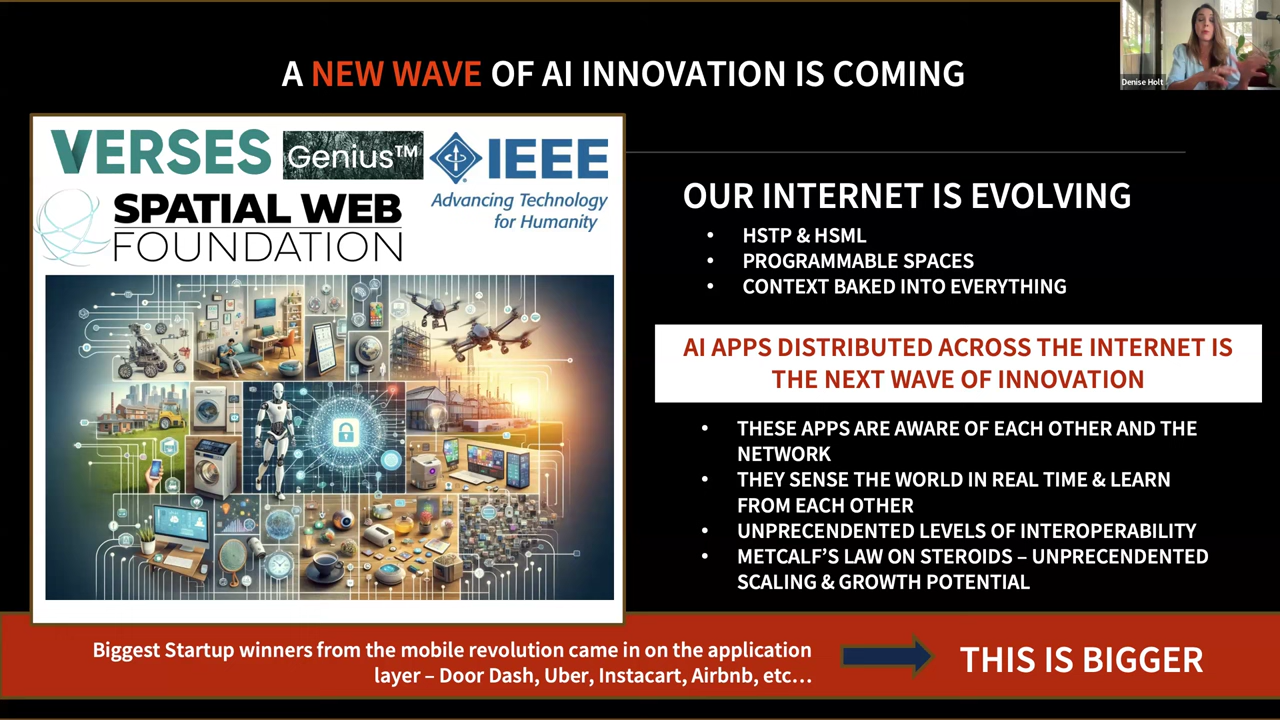 A NEW WAVE OF AI INNOVATION IS COMING
Denise Holt
VERSES
Genius™
IEEE
Advancing Technology
for Humanity
SPATIAL WEB
FOUNDATION
OUR INTERNET IS EVOLVING
• HSTP & HSML
• PROGRAMMABLE SPACES
• CONTEXT BAKED INTO EVERYTHING
AI APPS DISTRIBUTED ACROSS THE INTERNET IS
THE NEXT WAVE OF INNOVATION
• THESE APPS ARE AWARE OF EACH OTHER AND THE
NETWORK
• THEY SENSE THE WORLD IN REAL TIME & LEARN
FROM EACH OTHER
• UNPRECENDENTED LEVELS OF INTEROPERABILITY
• METCALF’S LAW ON STEROIDS – UNPRECENDENTED
SCALING & GROWTH POTENTIAL
Biggest Startup winners from the mobile revolution came in on the application
layer – Door Dash, Uber, Instacart, Airbnb, etc…
THIS IS BIGGER